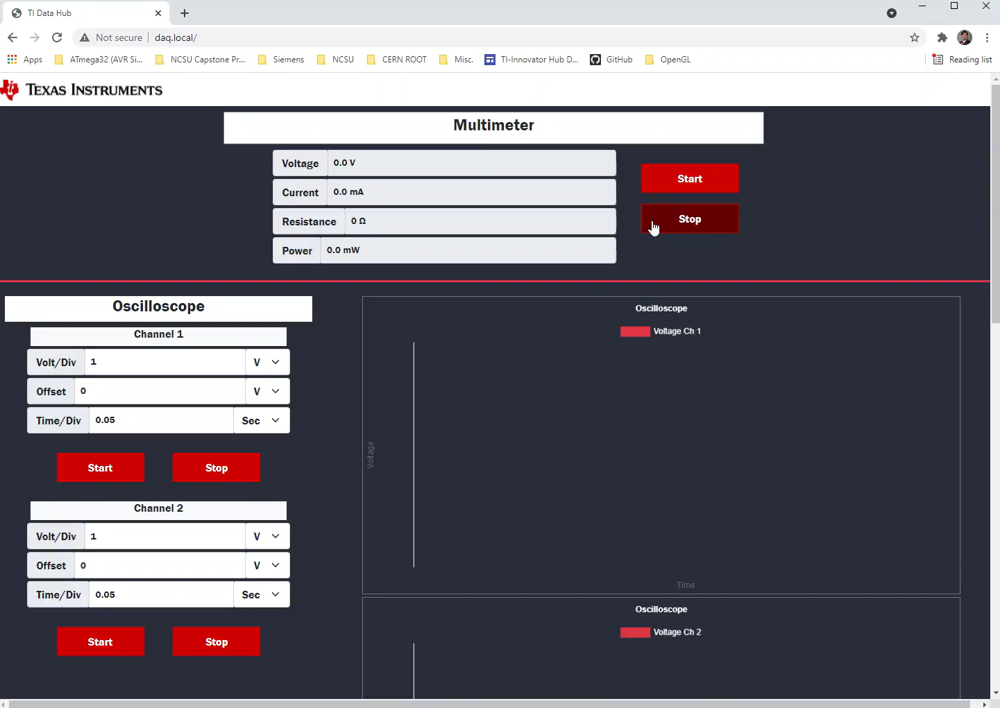 TI Data Hub
Not secure daq.local/
Apps ATmega32 (AVR Si... NCSU Capstone Pr... Siemens NCSU CERN ROOT Misc. TI-Innovator Hub D... GitHub OpenGL Reading list
TEXAS INSTRUMENTS
Multimeter
Voltage 0.0 V
Current 0.0 mA
Resistance 0 Ω
Power 0.0 mW
Start
Stop
Oscilloscope
Channel 1
Volt/Div 1 V
Offset 0 V
Time/Div 0.05 Sec
Start Stop
Channel 2
Volt/Div 1 V
Offset 0 V
Time/Div 0.05 Sec
Start Stop
Oscilloscope
Voltage Ch 1
Voltage
Time
Oscilloscope
Voltage Ch 2